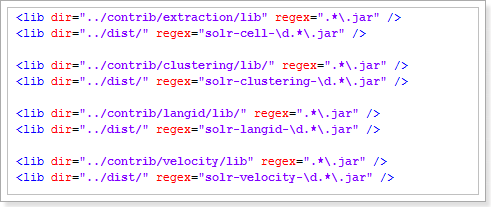 <lib dir="../contrib/extraction/lib" regex=".*\.jar" />
<lib dir="../dist/" regex="solr-cell-\d.*\.jar" />
<lib dir="../contrib/clustering/lib/" regex=".*\.jar" />
<lib dir="../dist/" regex="solr-clustering-\d.*\.jar" />
<lib dir="../contrib/langid/lib/" regex=".*\.jar" />
<lib dir="../dist/" regex="solr-langid-\d.*\.jar" />
<lib dir="../contrib/velocity/lib" regex=".*\.jar" />
<lib dir="../dist/" regex="solr-velocity-\d.*\.jar" />